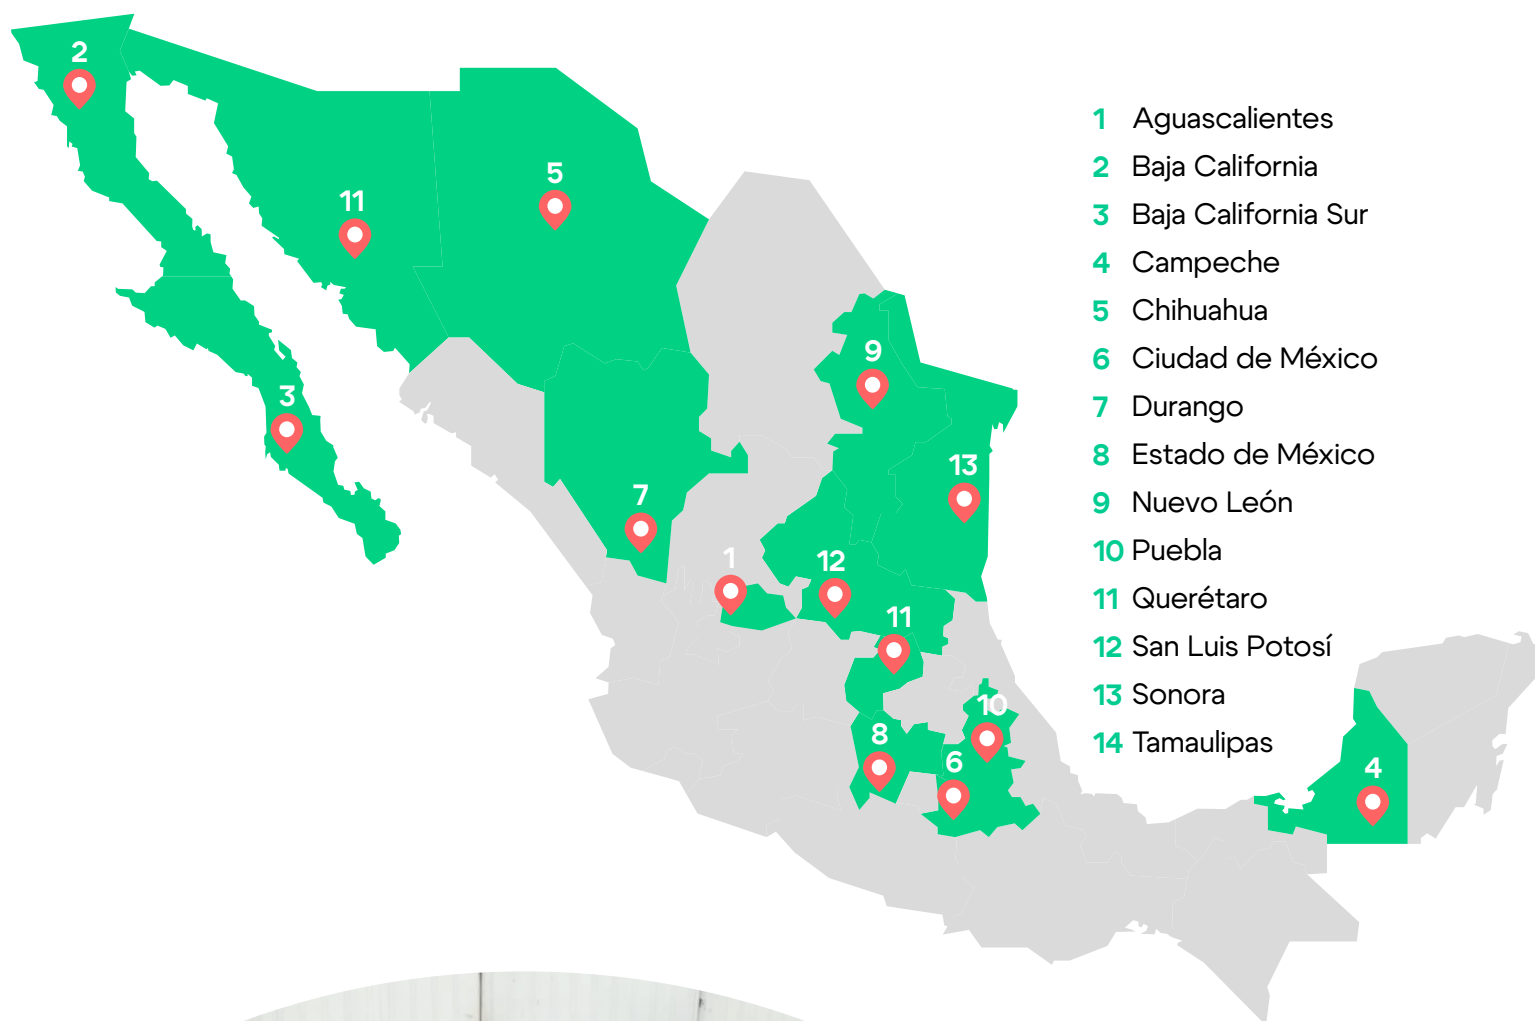 2
5
11
9
3
13
7
1
12
11
10
8
6
4
1 Aguascalientes
2 Baja California
3 Baja California Sur
4 Campeche
5 Chihuahua
6 Ciudad de México
7 Durango
8 Estado de México
9 Nuevo León
10 Puebla
11 Querétaro
12 San Luis Potosí
13 Sonora
14 Tamaulipas